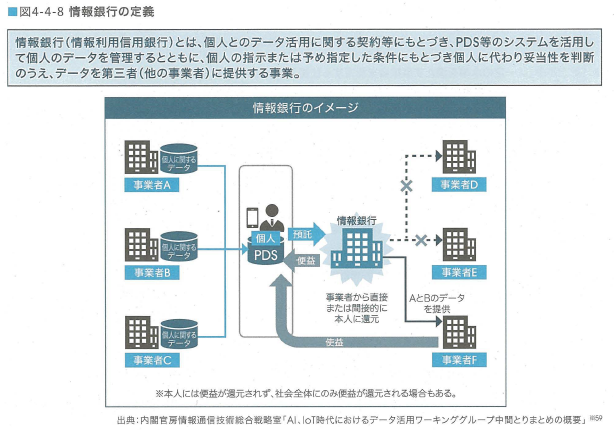 ■図4-4-8 情報銀行の定義
情報銀行（情報利用信用銀行）とは、個人とのデータ活用に関する契約等にもとづき、PDS等のシステムを活用し
て個人のデータを管理するとともに、個人の指示または予め指定した条件にもとづき個人に代わり妥当性を判断
のうえ、データを第三者（他の事業者）に提供する事業。
情報銀行のイメージ
個人に関する
データ
事業者A
個人に関する
データ
事業者B
個人に関する
データ
事業者C
個人
PDS
預託
便益
情報銀行
事業者から直接
または間接的に
本人に還元
AとBのデータ
を提供
便益
事業者D
事業者E
事業者F
※本人には便益が還元されず、社会全体にのみ便益が還元される場合もある。
出典：内閣官房情報通信技術総合戦略室「AI、IoT時代におけるデータ活用ワーキンググループ中間とりまとめの概要」※59